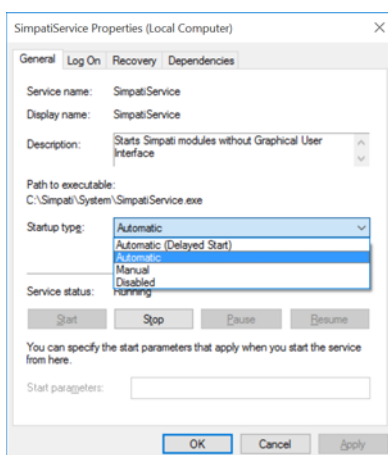 SimpatiService Properties (Local Computer)
General Log On Recovery Dependencies
Service name: SimpatiService
Display name: SimpatiService
Description: Starts Simpati modules without Graphical User
Interface
Path to executable:
C:\Simpati\System\SimpatiService.exe
Startup type: Automatic
Automatic (Delayed Start)
Automatic
Manual
Disabled
Service status: Running
Start Stop Pause Resume
You can specify the start parameters that apply when you start the service
from here.
Start parameters:
OK Cancel Apply